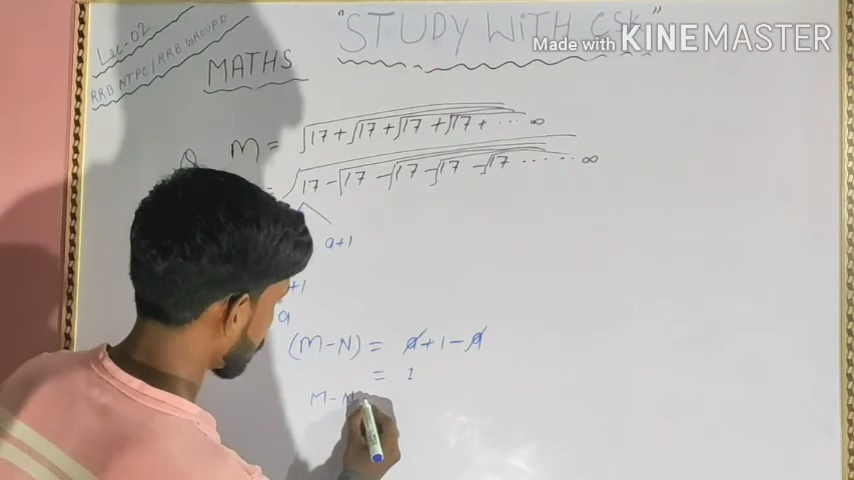 "STUDY WITH CSK"
Made with KINEMASTER
Lec-02
RRB NTPC/RRB GROUP D
MATHS
M = √17 + √17 + √17 + √17 + ... ∞
= √17 - √17 - √17 - √17 - √17 ..... ∞
a+1
+1
a
(M-N) = a+1-a
= 1
M-N